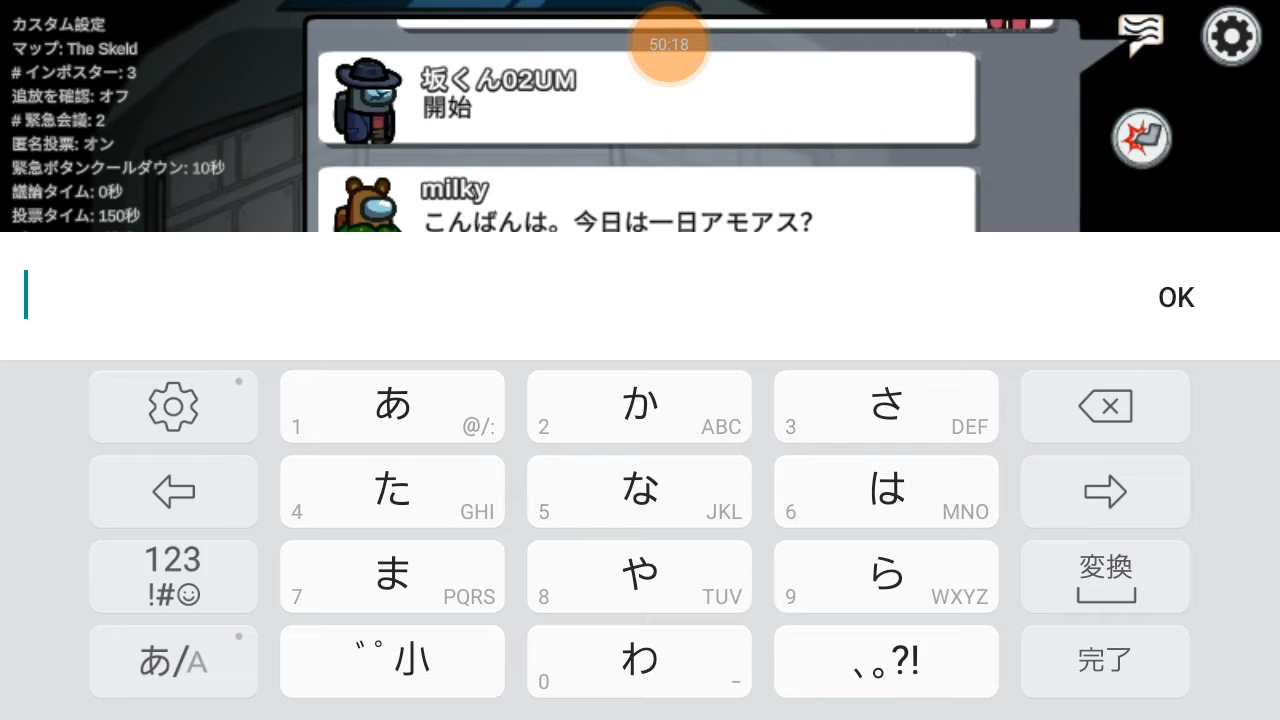 カスタム設定
マップ: The Skeld
# インポスター: 3
追放を確認: オフ
# 緊急会議: 2
匿名投票: オン
緊急ボタンクールダウン: 10秒
議論タイム: 0秒
投票タイム: 150秒
50:18
坂くん02UM
開始
milky
こんばんは。今日は一日アモアス?
OK
あ
1 @/:
か
2 ABC
さ
3 DEF
た
4 GHI
な
5 JKL
は
6 MNO
123
!#☺
ま
7 PQRS
や
8 TUV
ら
9 WXYZ
変換
あ/A
゛゜小
わ
0 -
、。?!
完了